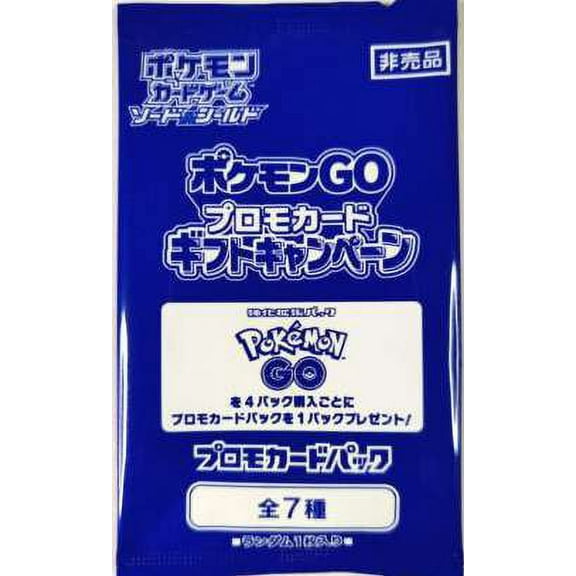 ポケモン
カードゲーム
ソード&シールド
非売品
ポケモンGO
プロモカード
ギフトキャンペーン
強化拡張パック
POKÉMON
GO
を4パック購入ごとに
プロモカードパックを1パックプレゼント!
プロモカードパック
全7種
ランダム1枚入り